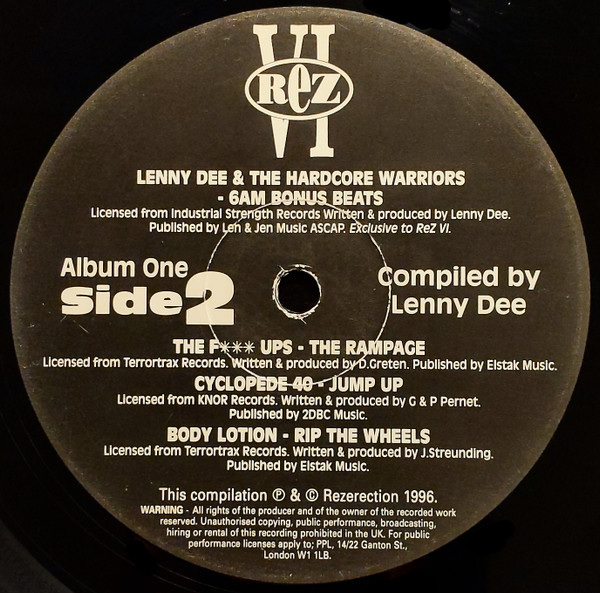 VI
ReZ
LENNY DEE & THE HARDCORE WARRIORS
- 6AM BONUS BEATS
Licensed from Industrial Strength Records Written & produced by Lenny Dee.
Published by Len & Jen Music ASCAP. Exclusive to ReZ VI.
Album One
Side 2
Compiled by
Lenny Dee
THE F*** UPS - THE RAMPAGE
Licensed from Terrortrax Records. Written & produced by D.Greten. Published by Elstak Music.
CYCLOPEDE 40 - JUMP UP
Licensed from KNOR Records. Written & produced by G & P Pernet.
Published by 2DBC Music.
BODY LOTION - RIP THE WHEELS
Licensed from Terrortrax Records. Written & produced by J.Streunding.
Published by Elstak Music.
This compilation ℗ & © Rezerection 1996.
WARNING - All rights of the producer and of the owner of the recorded work
reserved. Unauthorised copying, public performance, broadcasting,
hiring or rental of this recording prohibited in the UK. For public
performance licenses apply to; PPL, 14/22 Ganton St.,
London W1 1LB.